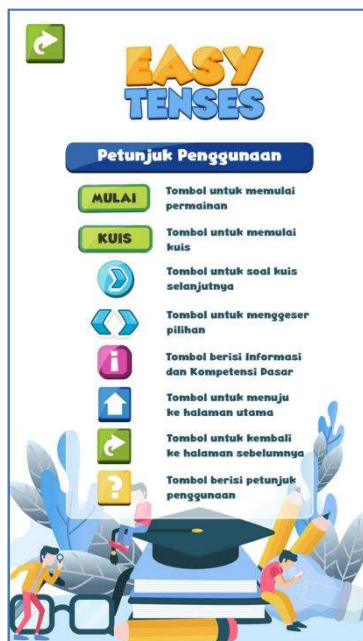 EASY
TENSES
Petunjuk Penggunaan
MULAI
Tombol untuk memulai
permainan
KUIS
Tombol untuk memulai
kuis
Tombol untuk soal kuis
selanjutnya
Tombol untuk menggeser
pilihan
i
Tombol berisi Informasi
dan Kompetensi Dasar
Tombol untuk menuju
ke halaman utama
Tombol untuk kembali
ke halaman sebelumnya
?
Tombol berisi petunjuk
penggunaan